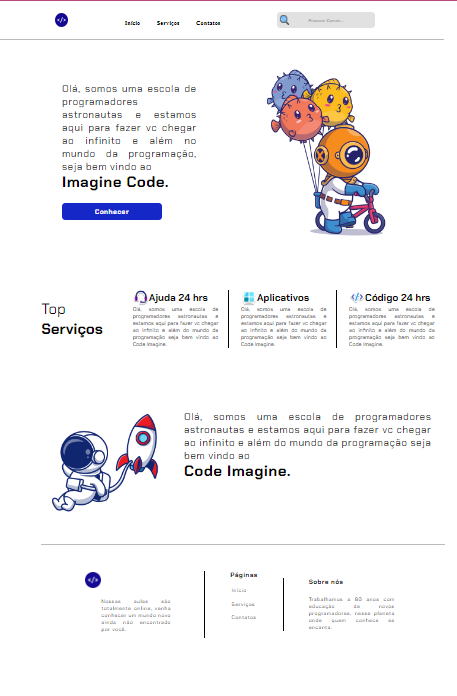 </>
Início Serviços Contatos
Procurar Cursos...
Olá, somos uma escola de
programadores
astronautas e estamos
aqui para fazer vc chegar
ao infinito e além no
mundo da programação,
seja bem vindo ao
Imagine Code.
Conhecer
Top
Serviços
Ajuda 24 hrs
Olá, somos uma escola de
programadores astronautas e
estamos aqui para fazer vc chegar
ao infinito e além do mundo da
programação seja bem vindo ao
Code Imagine.
Aplicativos
Olá, somos uma escola de
programadores astronautas e
estamos aqui para fazer vc chegar
ao infinito e além do mundo da
programação seja bem vindo ao
Code Imagine.
</> Código 24 hrs
Olá, somos uma escola de
programadores astronautas e
estamos aqui para fazer vc chegar
ao infinito e além do mundo da
programação seja bem vindo ao
Code Imagine.
Olá, somos uma escola de programadores
astronautas e estamos aqui para fazer vc chegar
ao infinito e além do mundo da programação seja
bem vindo ao
Code Imagine.
</>
Nossas aulas são
totalmente online, venha
conhecer um mundo novo
ainda não encontrado
por você.
Páginas
Início
Serviços
Contatos
Sobre nós
Trabalhamos a 60 anos com
educação de novos
programadores, nesse planeta
onde quem conhece se
encanta.